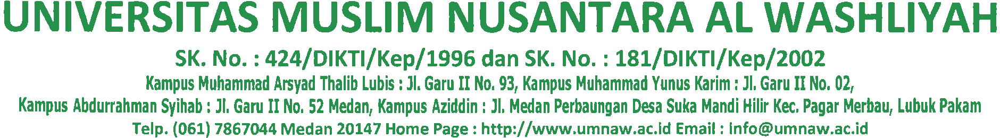 UNIVERSITAS MUSLIM NUSANTARA AL WASHLIYAH
SK. No. : 424/DIKTI/Kep/1996 dan SK. No. : 181/DIKTI/Kep/2002
Kampus Muhammad Arsyad Thalib Lubis : Jl. Garu II No. 93, Kampus Muhammad Yunus Karim : Jl. Garu II No. 02,
Kampus Abdurrahman Syihab : Jl. Garu II No. 52 Medan, Kampus Aziddin : Jl. Medan Perbaungan Desa Suka Mandi Hilir Kec. Pagar Merbau, Lubuk Pakam
Telp. (061) 7867044 Medan 20147 Home Page : http://www.umnaw.ac.id Email : info@umnaw.ac.id